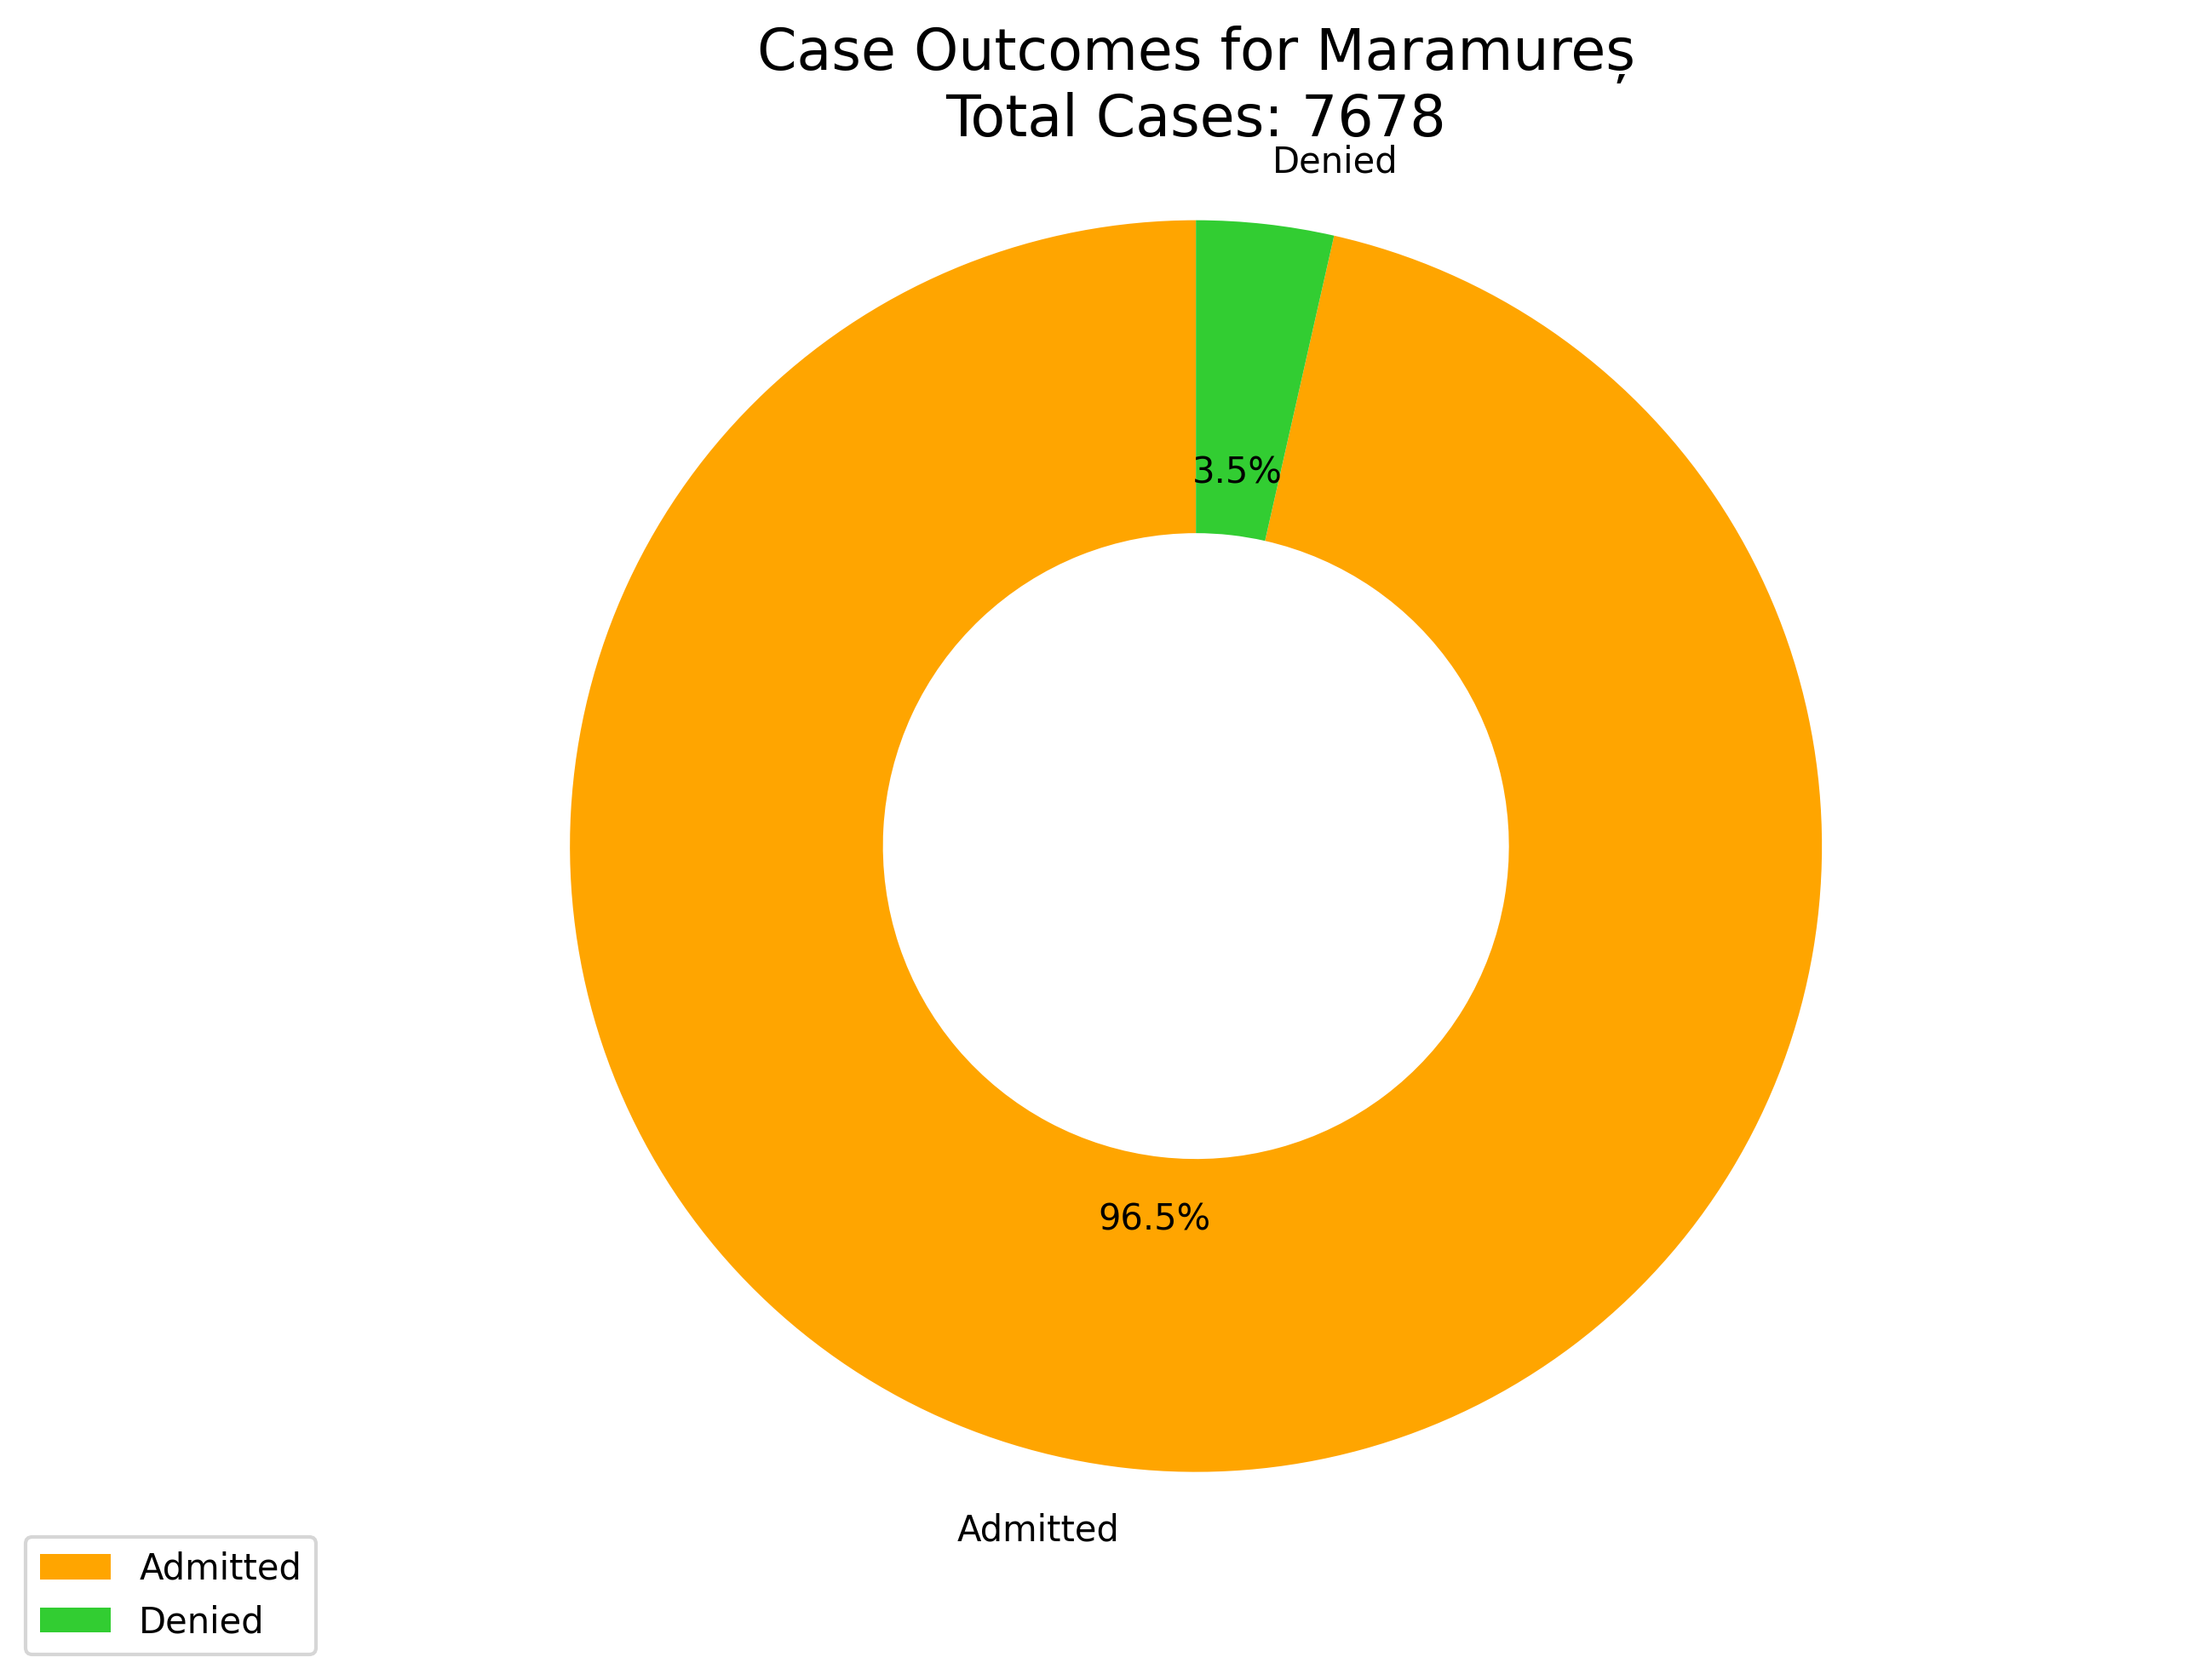 Case Outcomes for Maramureș
Total Cases: 7678
Denied
3.5%
96.5%
Admitted
Admitted
Denied